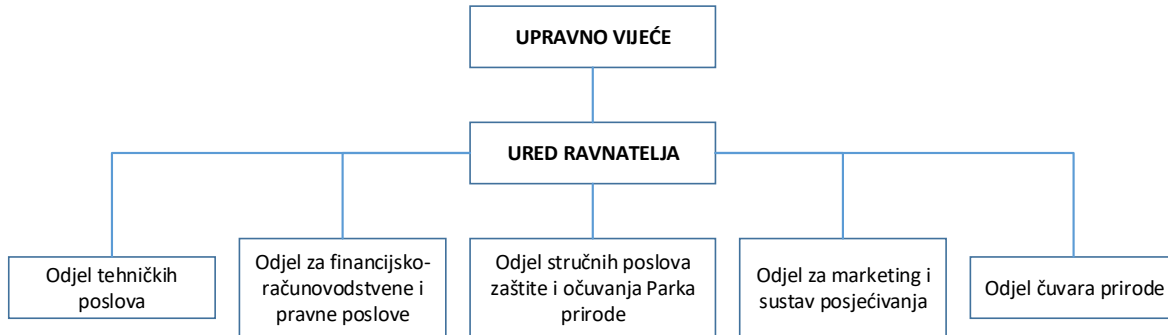 UPRAVNO VIJEĆE
URED RAVNATELJA
Odjel tehničkih
poslova
Odjel za financijsko-
računovodstvene i
pravne poslove
Odjel stručnih poslova
zaštite i očuvanja Parka
prirode
Odjel za marketing i
sustav posjećivanja
Odjel čuvara prirode